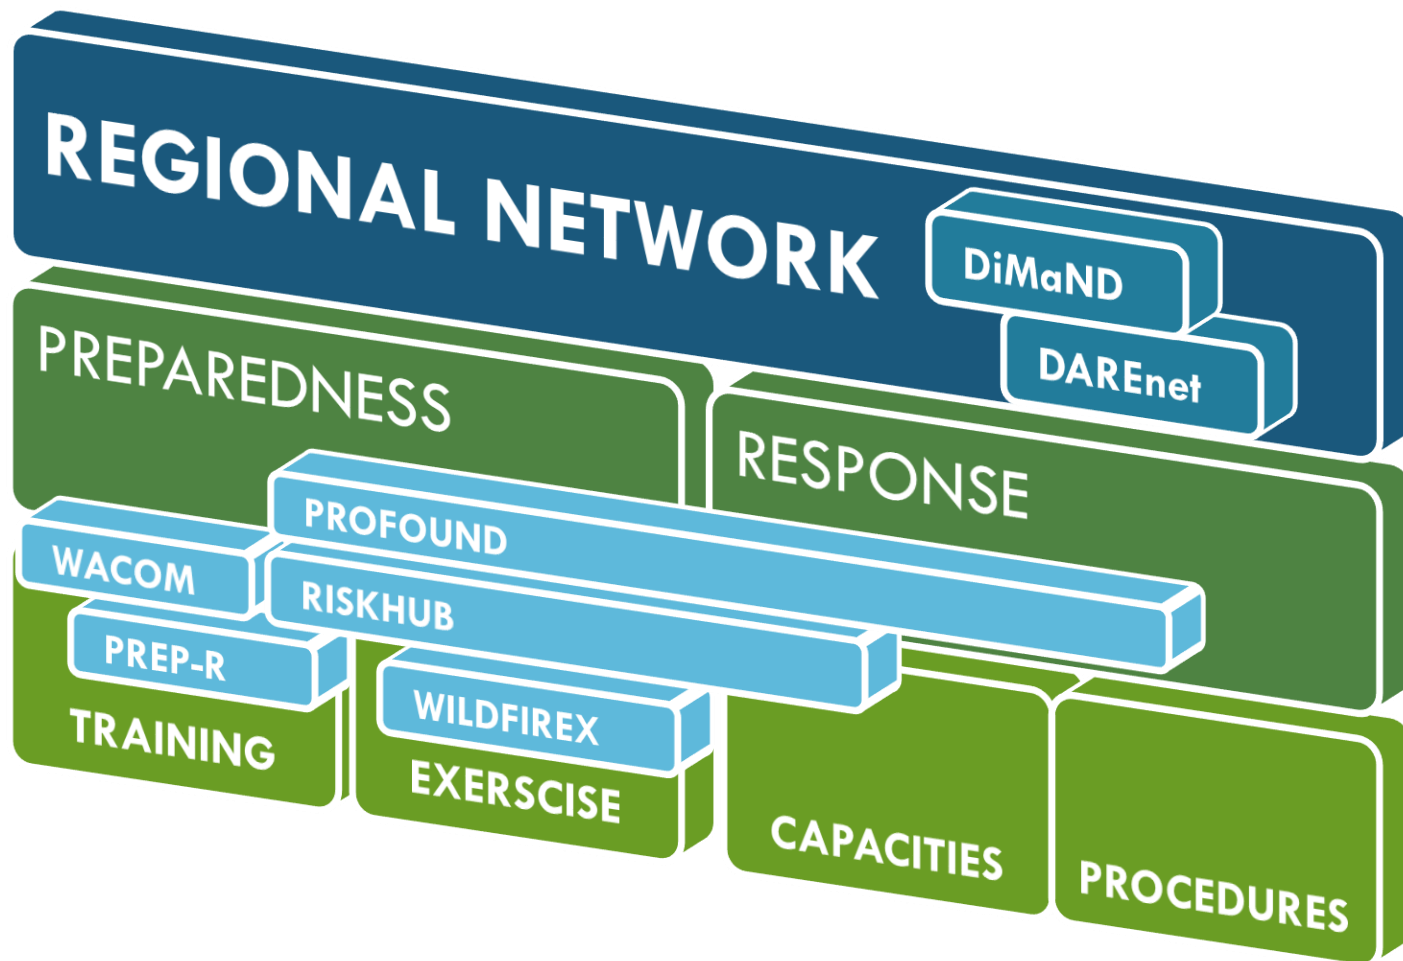 REGIONAL NETWORK
DiMaND
DAREnet
PREPAREDNESS
RESPONSE
PROFOUND
WACOM
RISKHUB
PREP-R
WILDFIREX
TRAINING
EXERSCISE
CAPACITIES
PROCEDURES